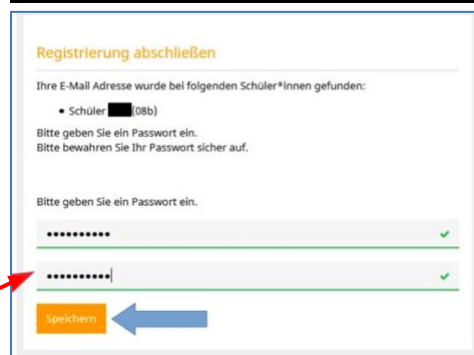 Registrierung abschließen
Ihre E-Mail Adresse wurde bei folgenden Schüler*innen gefunden:
• Schüler (08b)
Bitte geben Sie ein Passwort ein.
Bitte bewahren Sie Ihr Passwort sicher auf.
Bitte geben Sie ein Passwort ein.
••••••••••
••••••••••
Speichern